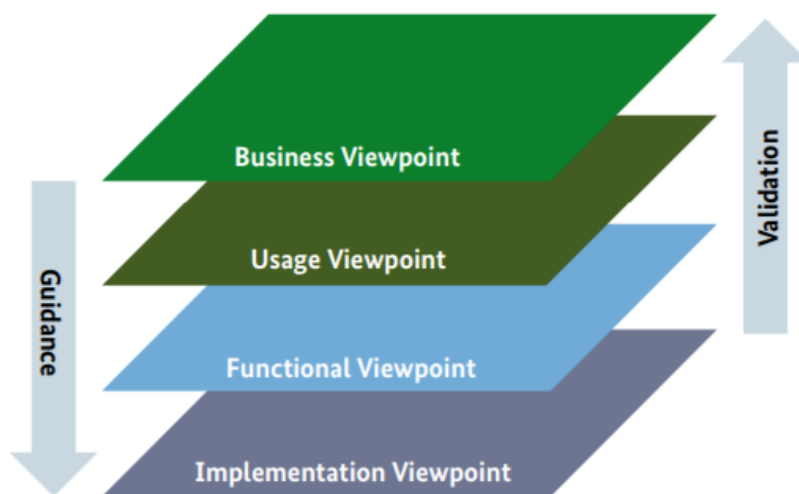 Business Viewpoint
Usage Viewpoint
Functional Viewpoint
Implementation Viewpoint
Guidance
Validation